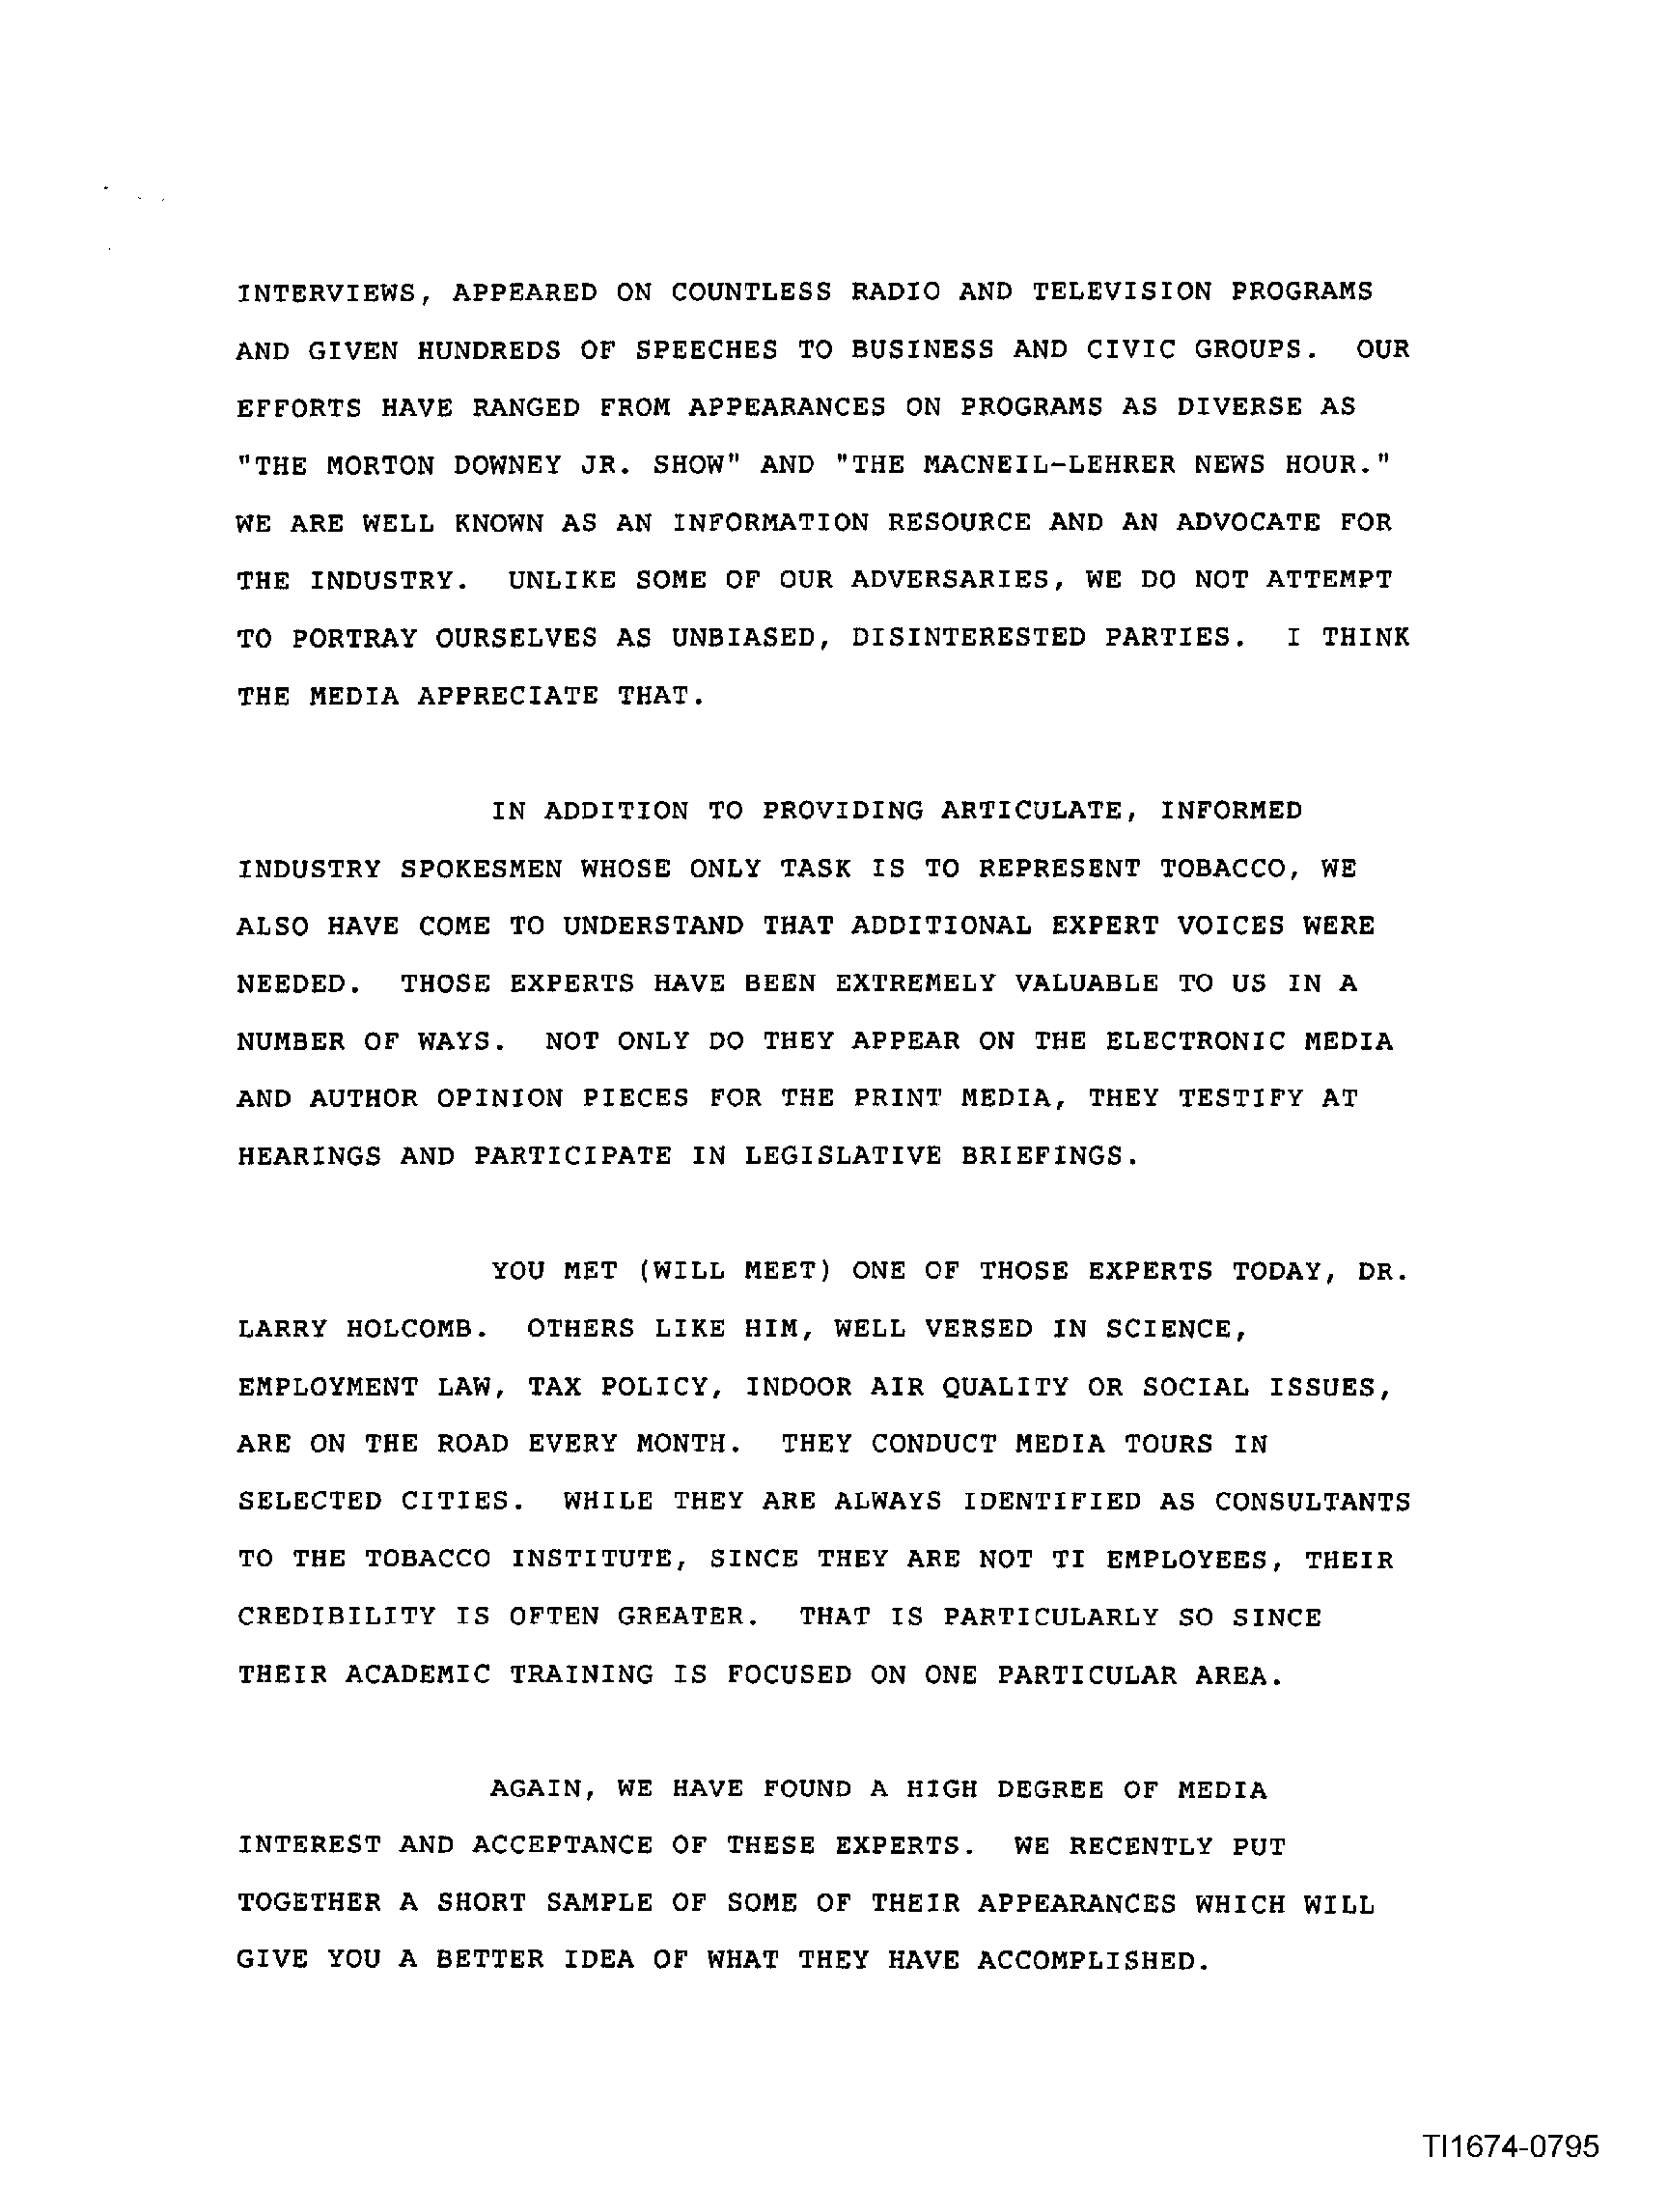 INTERVIEWS, APPEARED ON COUNTLESS RADIO AND TELEVISION PROGRAMS
AND GIVEN HUNDREDS OF SPEECHES TO BUSINESS AND CIVIC GROUPS. OUR
EFFORTS HAVE RANGED FROM APPEARANCES ON PROGRAMS AS DIVERSE AS
"THE MORTON DOWNEY JR. SHOW" AND "THE MACNEIL-LEHRER NEWS HOUR."
WE ARE WELL KNOWN AS AN INFORMATION RESOURCE AND AN ADVOCATE FOR
THE INDUSTRY. UNLIKE SOME OF OUR ADVERSARIES, WE DO NOT ATTEMPT
TO PORTRAY OURSELVES AS UNBIASED, DISINTERESTED PARTIES. I THINK
THE MEDIA APPRECIATE THAT.
IN ADDITION TO PROVIDING ARTICULATE, INFORMED
INDUSTRY SPOKESMEN WHOSE ONLY TASK IS TO REPRESENT TOBACCO, WE
ALSO HAVE COME TO UNDERSTAND THAT ADDITIONAL EXPERT VOICES WERE
NEEDED. THOSE EXPERTS HAVE BEEN EXTREMELY VALUABLE TO US IN A
NUMBER OF WAYS. NOT ONLY DO THEY APPEAR ON THE ELECTRONIC MEDIA
AND AUTHOR OPINION PIECES FOR THE PRINT MEDIA, THEY TESTIFY AT
HEARINGS AND PARTICIPATE IN LEGISLATIVE BRIEFINGS.
YOU MET (WILL MEET) ONE OF THOSE EXPERTS TODAY, DR.
LARRY HOLCOMB. OTHERS LIKE HIM, WELL VERSED IN SCIENCE,
EMPLOYMENT LAW, TAX POLICY, INDOOR AIR QUALITY OR SOCIAL ISSUES,
ARE ON THE ROAD EVERY MONTH. THEY CONDUCT MEDIA TOURS IN
SELECTED CITIES. WHILE THEY ARE ALWAYS IDENTIFIED AS CONSULTANTS
TO THE TOBACCO INSTITUTE, SINCE THEY ARE NOT TI EMPLOYEES, THEIR
CREDIBILITY IS OFTEN GREATER. THAT IS PARTICULARLY SO SINCE
THEIR ACADEMIC TRAINING IS FOCUSED ON ONE PARTICULAR AREA.
AGAIN, WE HAVE FOUND A HIGH DEGREE OF MEDIA
INTEREST AND ACCEPTANCE OF THESE EXPERTS. WE RECENTLY PUT
TOGETHER A SHORT SAMPLE OF SOME OF THEIR APPEARANCES WHICH WILL
GIVE YOU A BETTER IDEA OF WHAT THEY HAVE ACCOMPLISHED.
TI1674-0795